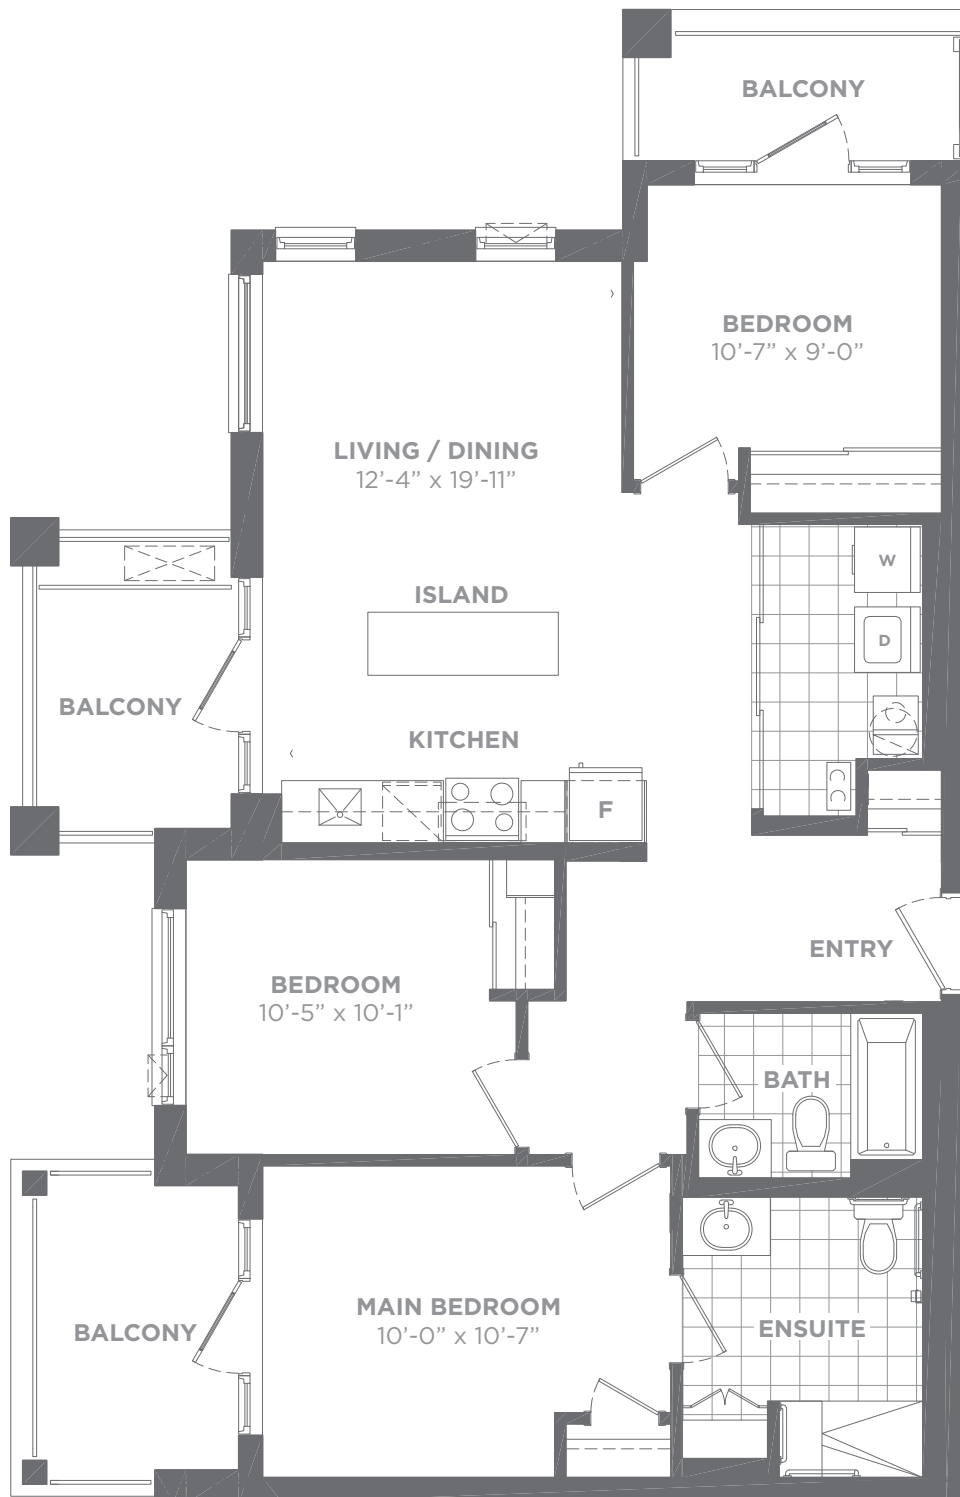 BALCONY
BEDROOM
10’-7” x 9’-0”
LIVING / DINING
12’-4” x 19’-11”
W
ISLAND
D
BALCONY
KITCHEN
F
ENTRY
BEDROOM
10’-5” x 10’-1”
BATH
MAIN BEDROOM
10’-0” x 10’-7”
BALCONY
ENSUITE